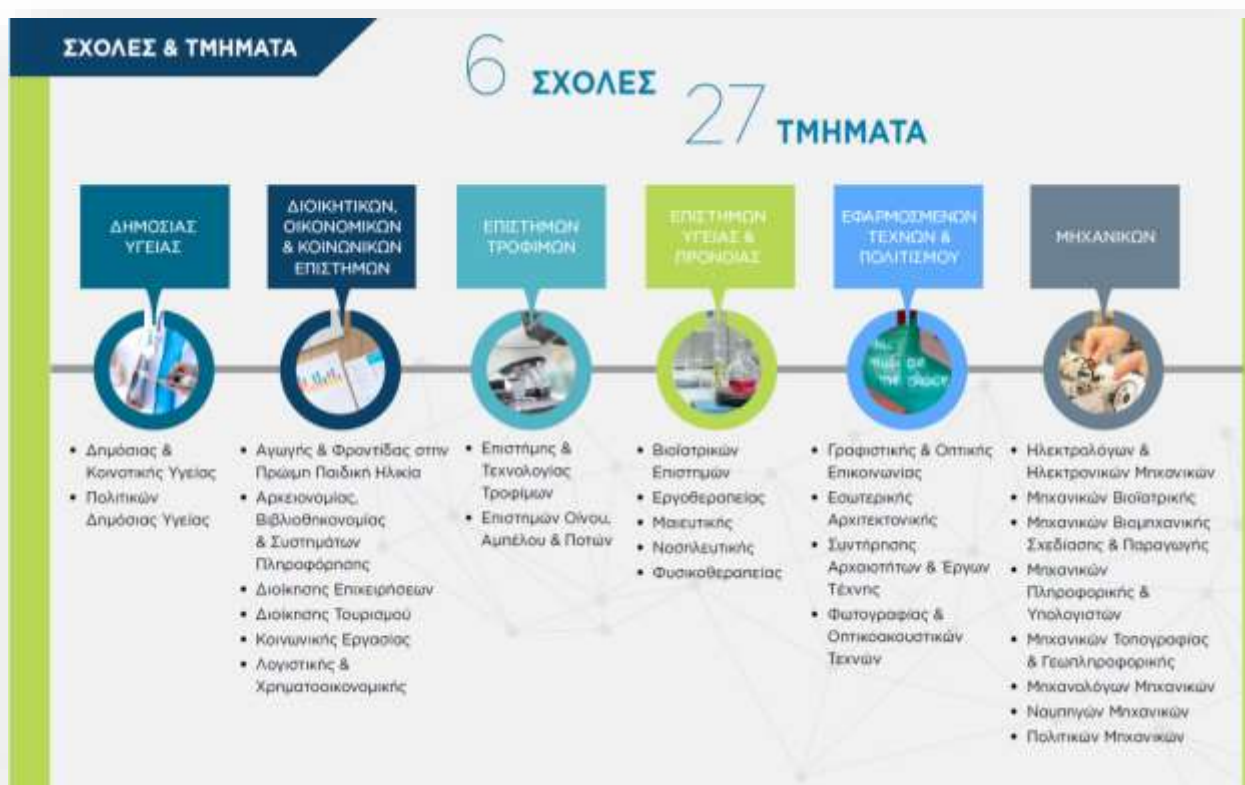 ΣΧΟΛΕΣ & ΤΜΗΜΑΤΑ
6 ΣΧΟΛΕΣ
27 ΤΜΗΜΑΤΑ
ΔΗΜΟΣΙΑΣ
ΥΓΕΙΑΣ
ΔΙΟΙΚΗΤΙΚΩΝ,
ΟΙΚΟΝΟΜΙΚΩΝ
& ΚΟΙΝΩΝΙΚΩΝ
ΕΠΙΣΤΗΜΩΝ
ΕΠΙΣΤΗΜΩΝ
ΤΡΟΦΙΜΩΝ
ΕΠΙΣΤΗΜΩΝ
ΥΓΕΙΑΣ &
ΠΡΟΝΟΙΑΣ
ΕΦΑΡΜΟΣΜΕΝΩΝ
ΤΕΧΝΩΝ &
ΠΟΛΙΤΙΣΜΟΥ
ΜΗΧΑΝΙΚΩΝ
• Δημόσιας &
Κοινοτικής Υγείας
• Πολιτικών
Δημόσιας Υγείας
• Αγωγής & Φροντίδας στην
Πρώιμη Παιδική Ηλικία
• Αρχειονομίας,
Βιβλιοθηκονομίας
& Συστημάτων
Πληροφόρησης
• Διοίκησης Επιχειρήσεων
• Διοίκησης Τουρισμού
• Κοινωνικής Εργασίας
• Λογιστικής &
Χρηματοοικονομικής
• Επιστήμης &
Τεχνολογίας
Τροφίμων
• Επιστημών Οίνου,
Αμπέλου & Ποτών
• Βιοϊατρικών
Επιστημών
• Εργοθεραπείας
• Μαιευτικής
• Νοσηλευτικής
• Φυσικοθεραπείας
• Γραφιστικής & Οπτικής
Επικοινωνίας
• Εσωτερικής
Αρχιτεκτονικής
• Συντήρησης
Αρχαιοτήτων & Έργων
Τέχνης
• Φωτογραφίας &
Οπτικοακουστικών
Τεχνών
• Ηλεκτρολόγων &
Ηλεκτρονικών Μηχανικών
• Μηχανικών Βιοϊατρικής
• Μηχανικών Βιομηχανικής
Σχεδίασης & Παραγωγής
• Μηχανικών
Πληροφορικής &
Υπολογιστών
• Μηχανικών Τοπογραφίας
& Γεωπληροφορικής
• Μηχανολόγων Μηχανικών
• Ναυπηγών Μηχανικών
• Πολιτικών Μηχανικών